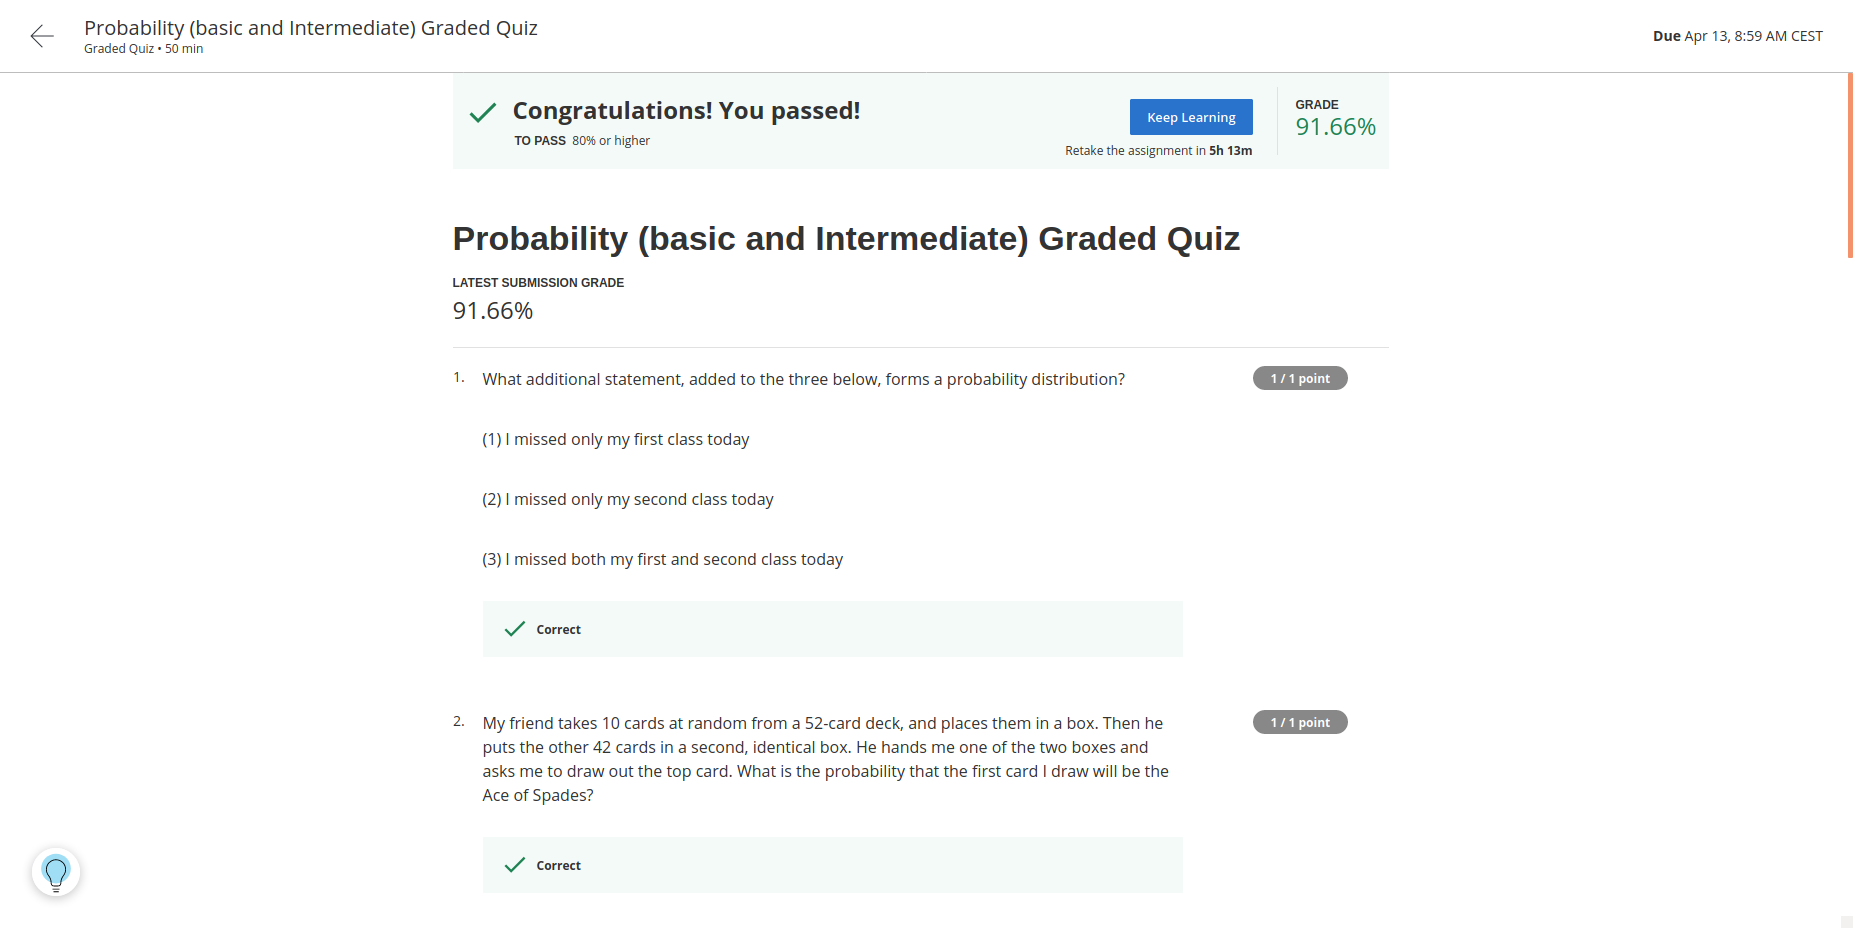 Probability (basic and Intermediate) Graded Quiz
Graded Quiz • 50 min
Due Apr 13, 8:59 AM CEST
Congratulations! You passed!
TO PASS 80% or higher
Keep Learning
Retake the assignment in 5h 13m
GRADE
91.66%
Probability (basic and Intermediate) Graded Quiz
LATEST SUBMISSION GRADE
91.66%
1. What additional statement, added to the three below, forms a probability distribution?
1 / 1 point
(1) I missed only my first class today
(2) I missed only my second class today
(3) I missed both my first and second class today
Correct
2. My friend takes 10 cards at random from a 52-card deck, and places them in a box. Then he
puts the other 42 cards in a second, identical box. He hands me one of the two boxes and
asks me to draw out the top card. What is the probability that the first card I draw will be the
Ace of Spades?
1 / 1 point
Correct